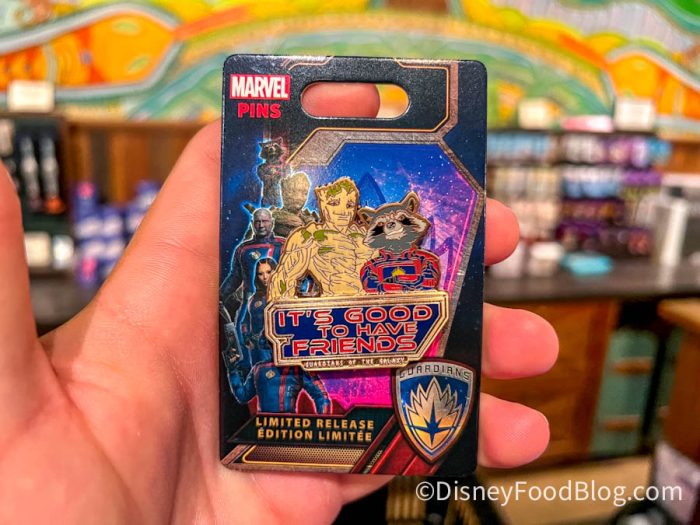 MARVEL
PINS
IT'S GOOD
TO HAVE
FRIENDS
GUARDIANS OF THE GALAXY
GUARDIANS
LIMITED RELEASE
ÉDITION LIMITÉE
©DisneyFoodBlog.com